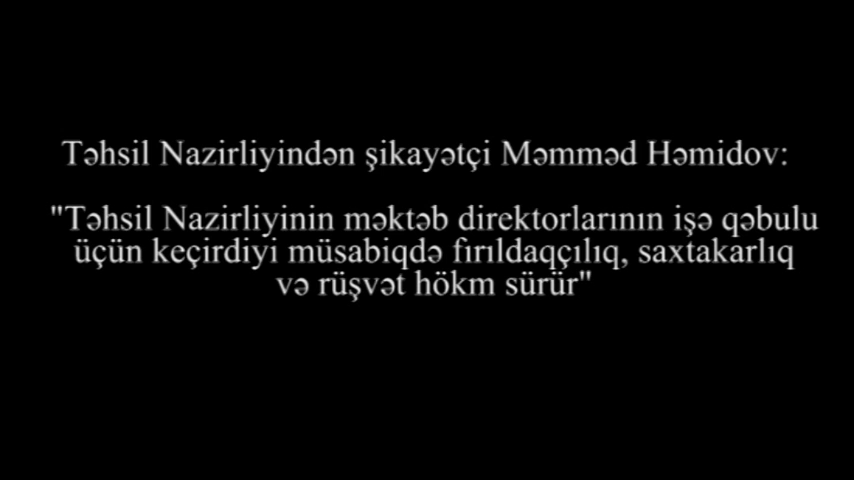 Təhsil Nazirliyindən şikayətçi Məmməd Həmidov:
"Təhsil Nazirliyinin məktəb direktorlarının işə qəbulu
üçün keçirdiyi müsabiqdə fırıldaqçılıq, saxtakarlıq
və rüşvət hökm sürür"